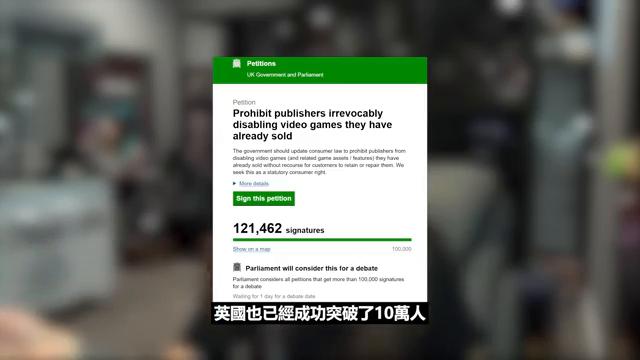 Petitions
UK Government and Parliament
Petition
Prohibit publishers irrevocably
disabling video games they have
already sold
The government should update consumer law to prohibit publishers from
disabling video games (and related game assets / features) they have
already sold without recourse for customers to retain or repair them. We
seek this as a statutory consumer right.
More details
Sign this petition
121,462 signatures
Show on a map 100,000
Parliament will consider this for a debate
Parliament considers all petitions that get more than 100,000 signatures
for a debate
Waiting for 1 day for a debate date
英國也已經成功突破了10萬人